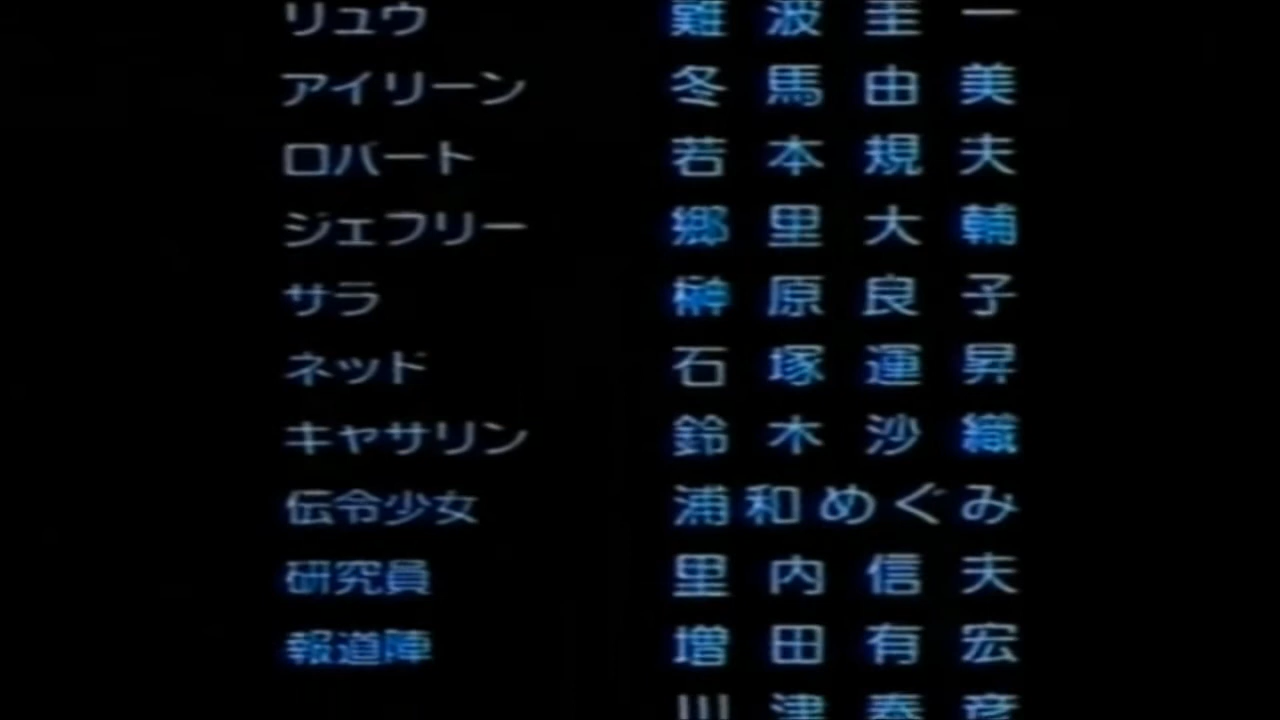 リュウ 難波圭一
アイリーン 冬馬由美
ロバート 若本規夫
ジェフリー 郷里大輔
サラ 榊原良子
ネッド 石塚運昇
キャサリン 鈴木沙織
伝令少女 浦和めぐみ
研究員 里内信夫
報道陣 増田有宏
川津泰彦